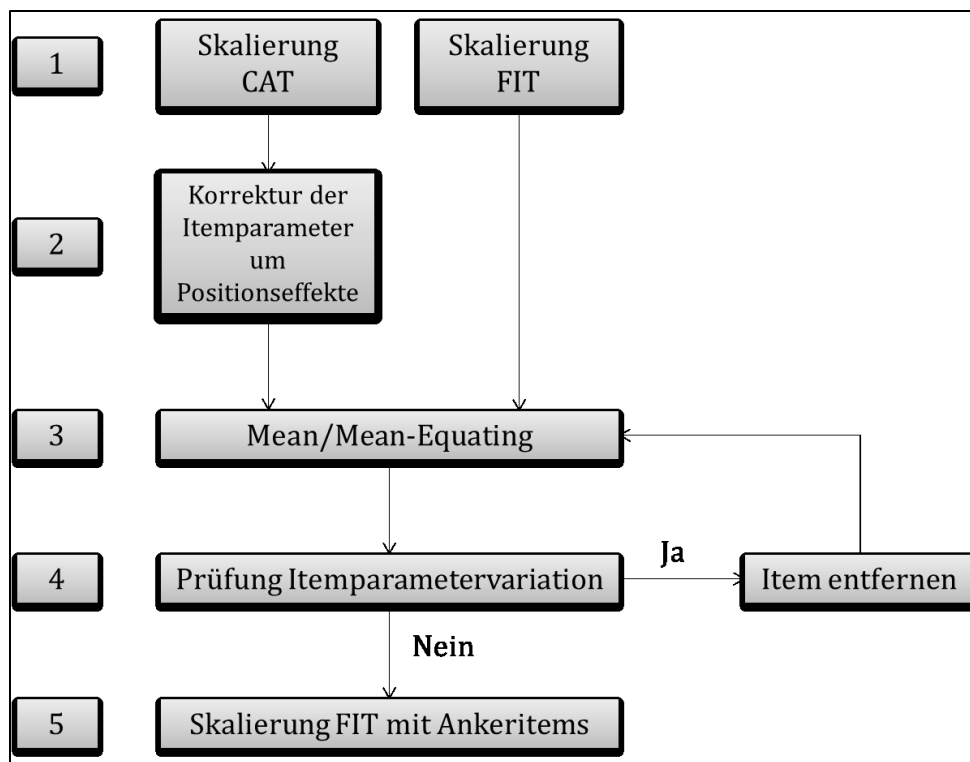 1
Skalierung
CAT
Skalierung
FIT
2
Korrektur der
Itemparameter
um
Positionseffekte
3
Mean/Mean-Equating
4
Prüfung Itemparametervariation
Ja
Item entfernen
Nein
5
Skalierung FIT mit Ankeritems